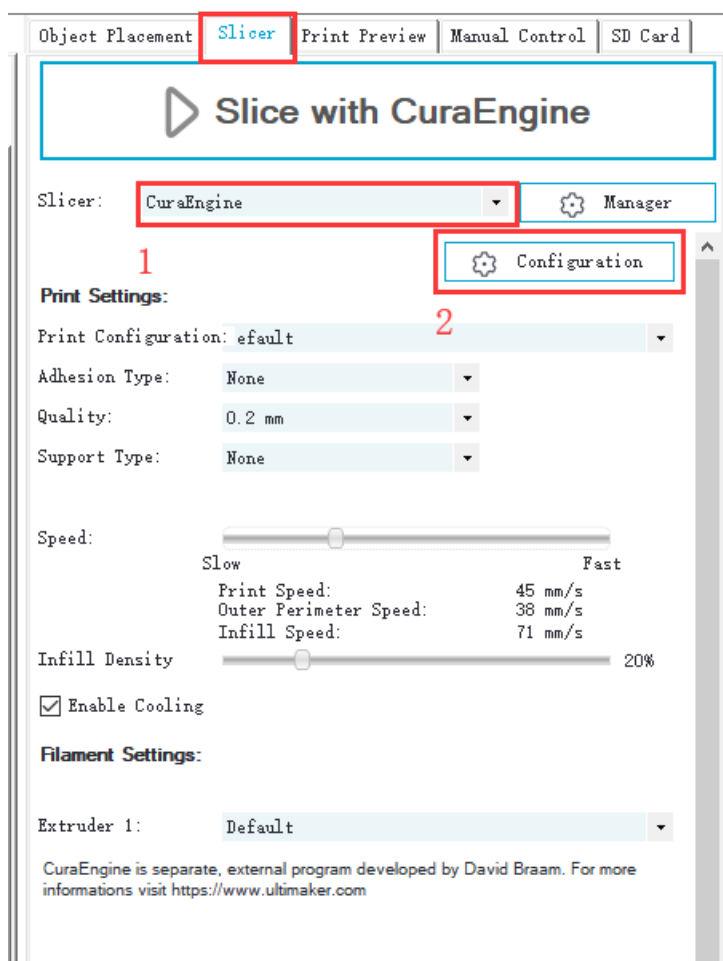 Object Placement Slicer Print Preview Manual Control SD Card
Slice with CuraEngine
Slicer: CuraEngine Manager
1 Configuration
Print Settings:
2
Print Configuration: efault
Adhesion Type: None
Quality: 0.2 mm
Support Type: None
Speed:
Slow Fast
Print Speed: 45 mm/s
Outer Perimeter Speed: 38 mm/s
Infill Speed: 71 mm/s
Infill Density 20%
Enable Cooling
Filament Settings:
Extruder 1: Default
CuraEngine is separate, external program developed by David Braam. For more
informations visit https://www.ultimaker.com